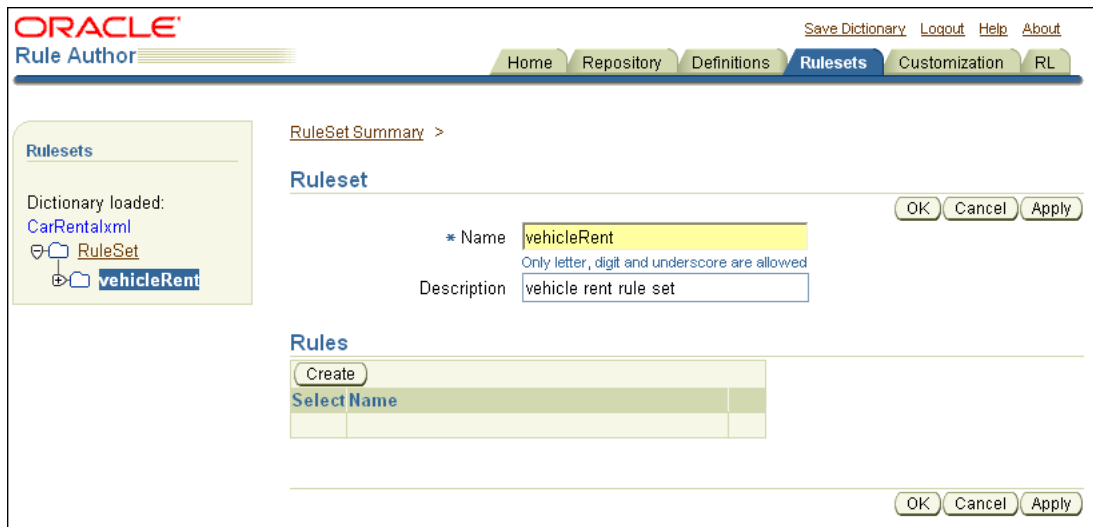 ORACLE
Rule Author
Save Dictionary Logout Help About
Home Repository Definitions Rulesets Customization RL
Rulesets
Dictionary loaded:
CarRentalxml
RuleSet
vehicleRent
RuleSet Summary >
Ruleset
OK Cancel Apply
* Name vehicleRent
Only letter, digit and underscore are allowed
Description vehicle rent rule set
Rules
Create
Select Name
OK Cancel Apply